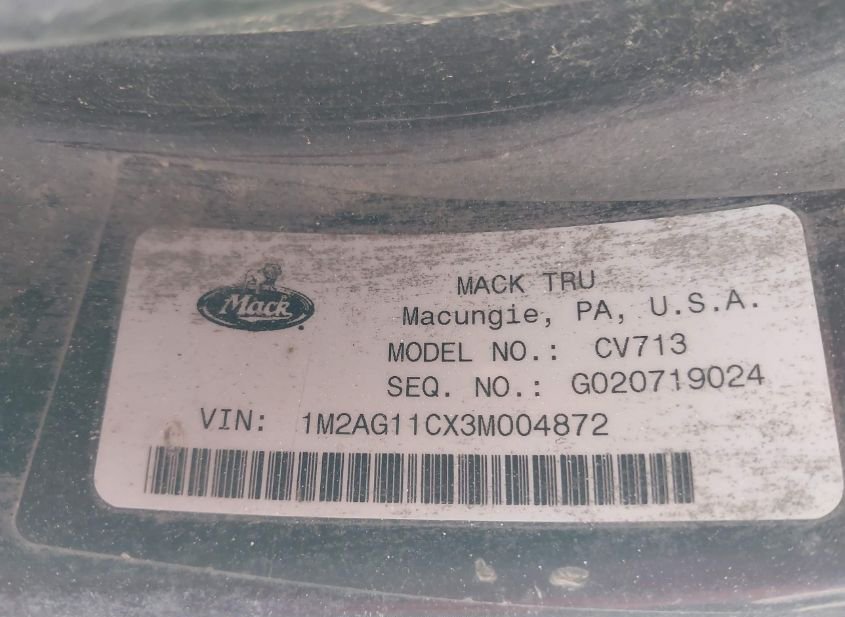 Mack
MACK TRU
Macungie, PA, U.S.A.
MODEL NO.: CV713
SEQ. NO.: G020719024
VIN: 1M2AG11CX3M004872